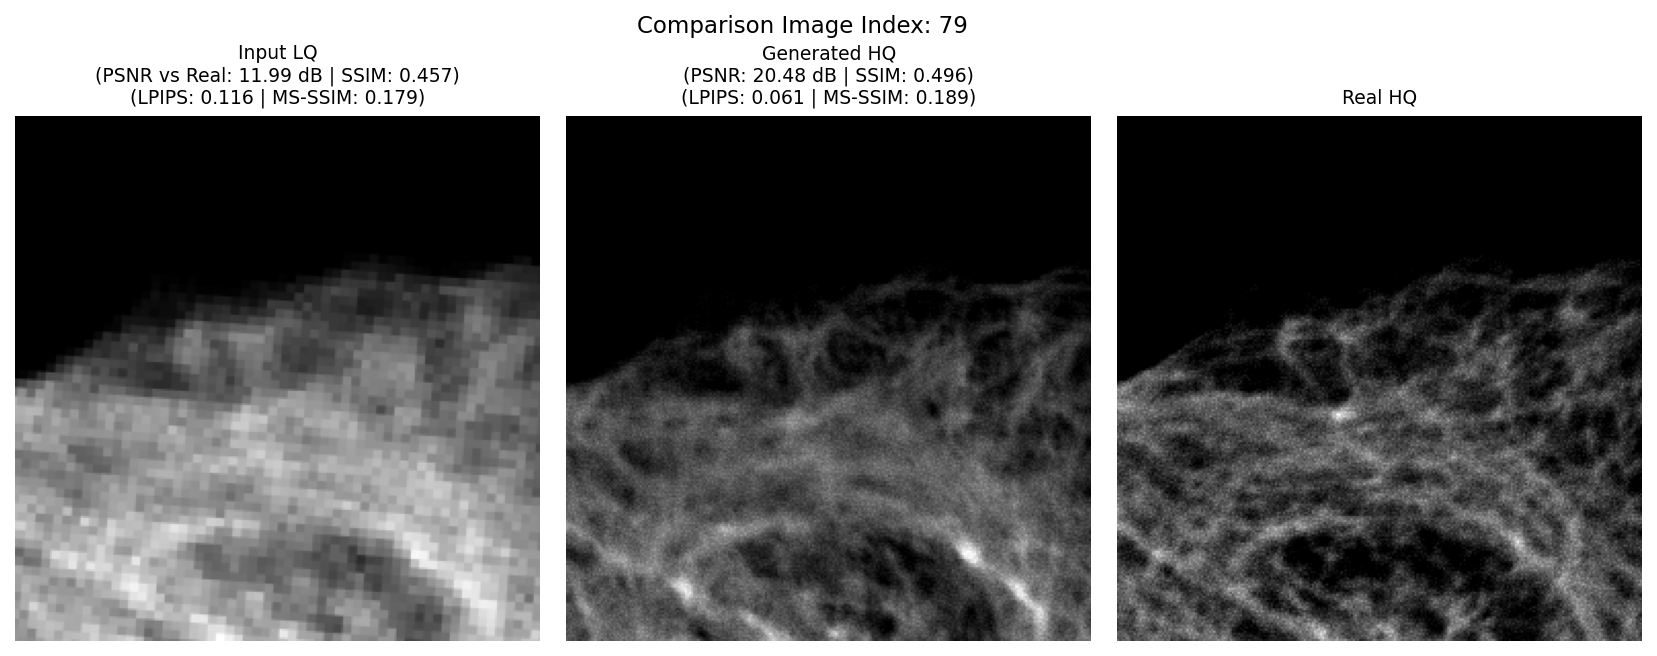 Comparison Image Index: 79
Input LQ
(PSNR vs Real: 11.99 dB | SSIM: 0.457)
(LPIPS: 0.116 | MS-SSIM: 0.179)
Generated HQ
(PSNR: 20.48 dB | SSIM: 0.496)
(LPIPS: 0.061 | MS-SSIM: 0.189)
Real HQ